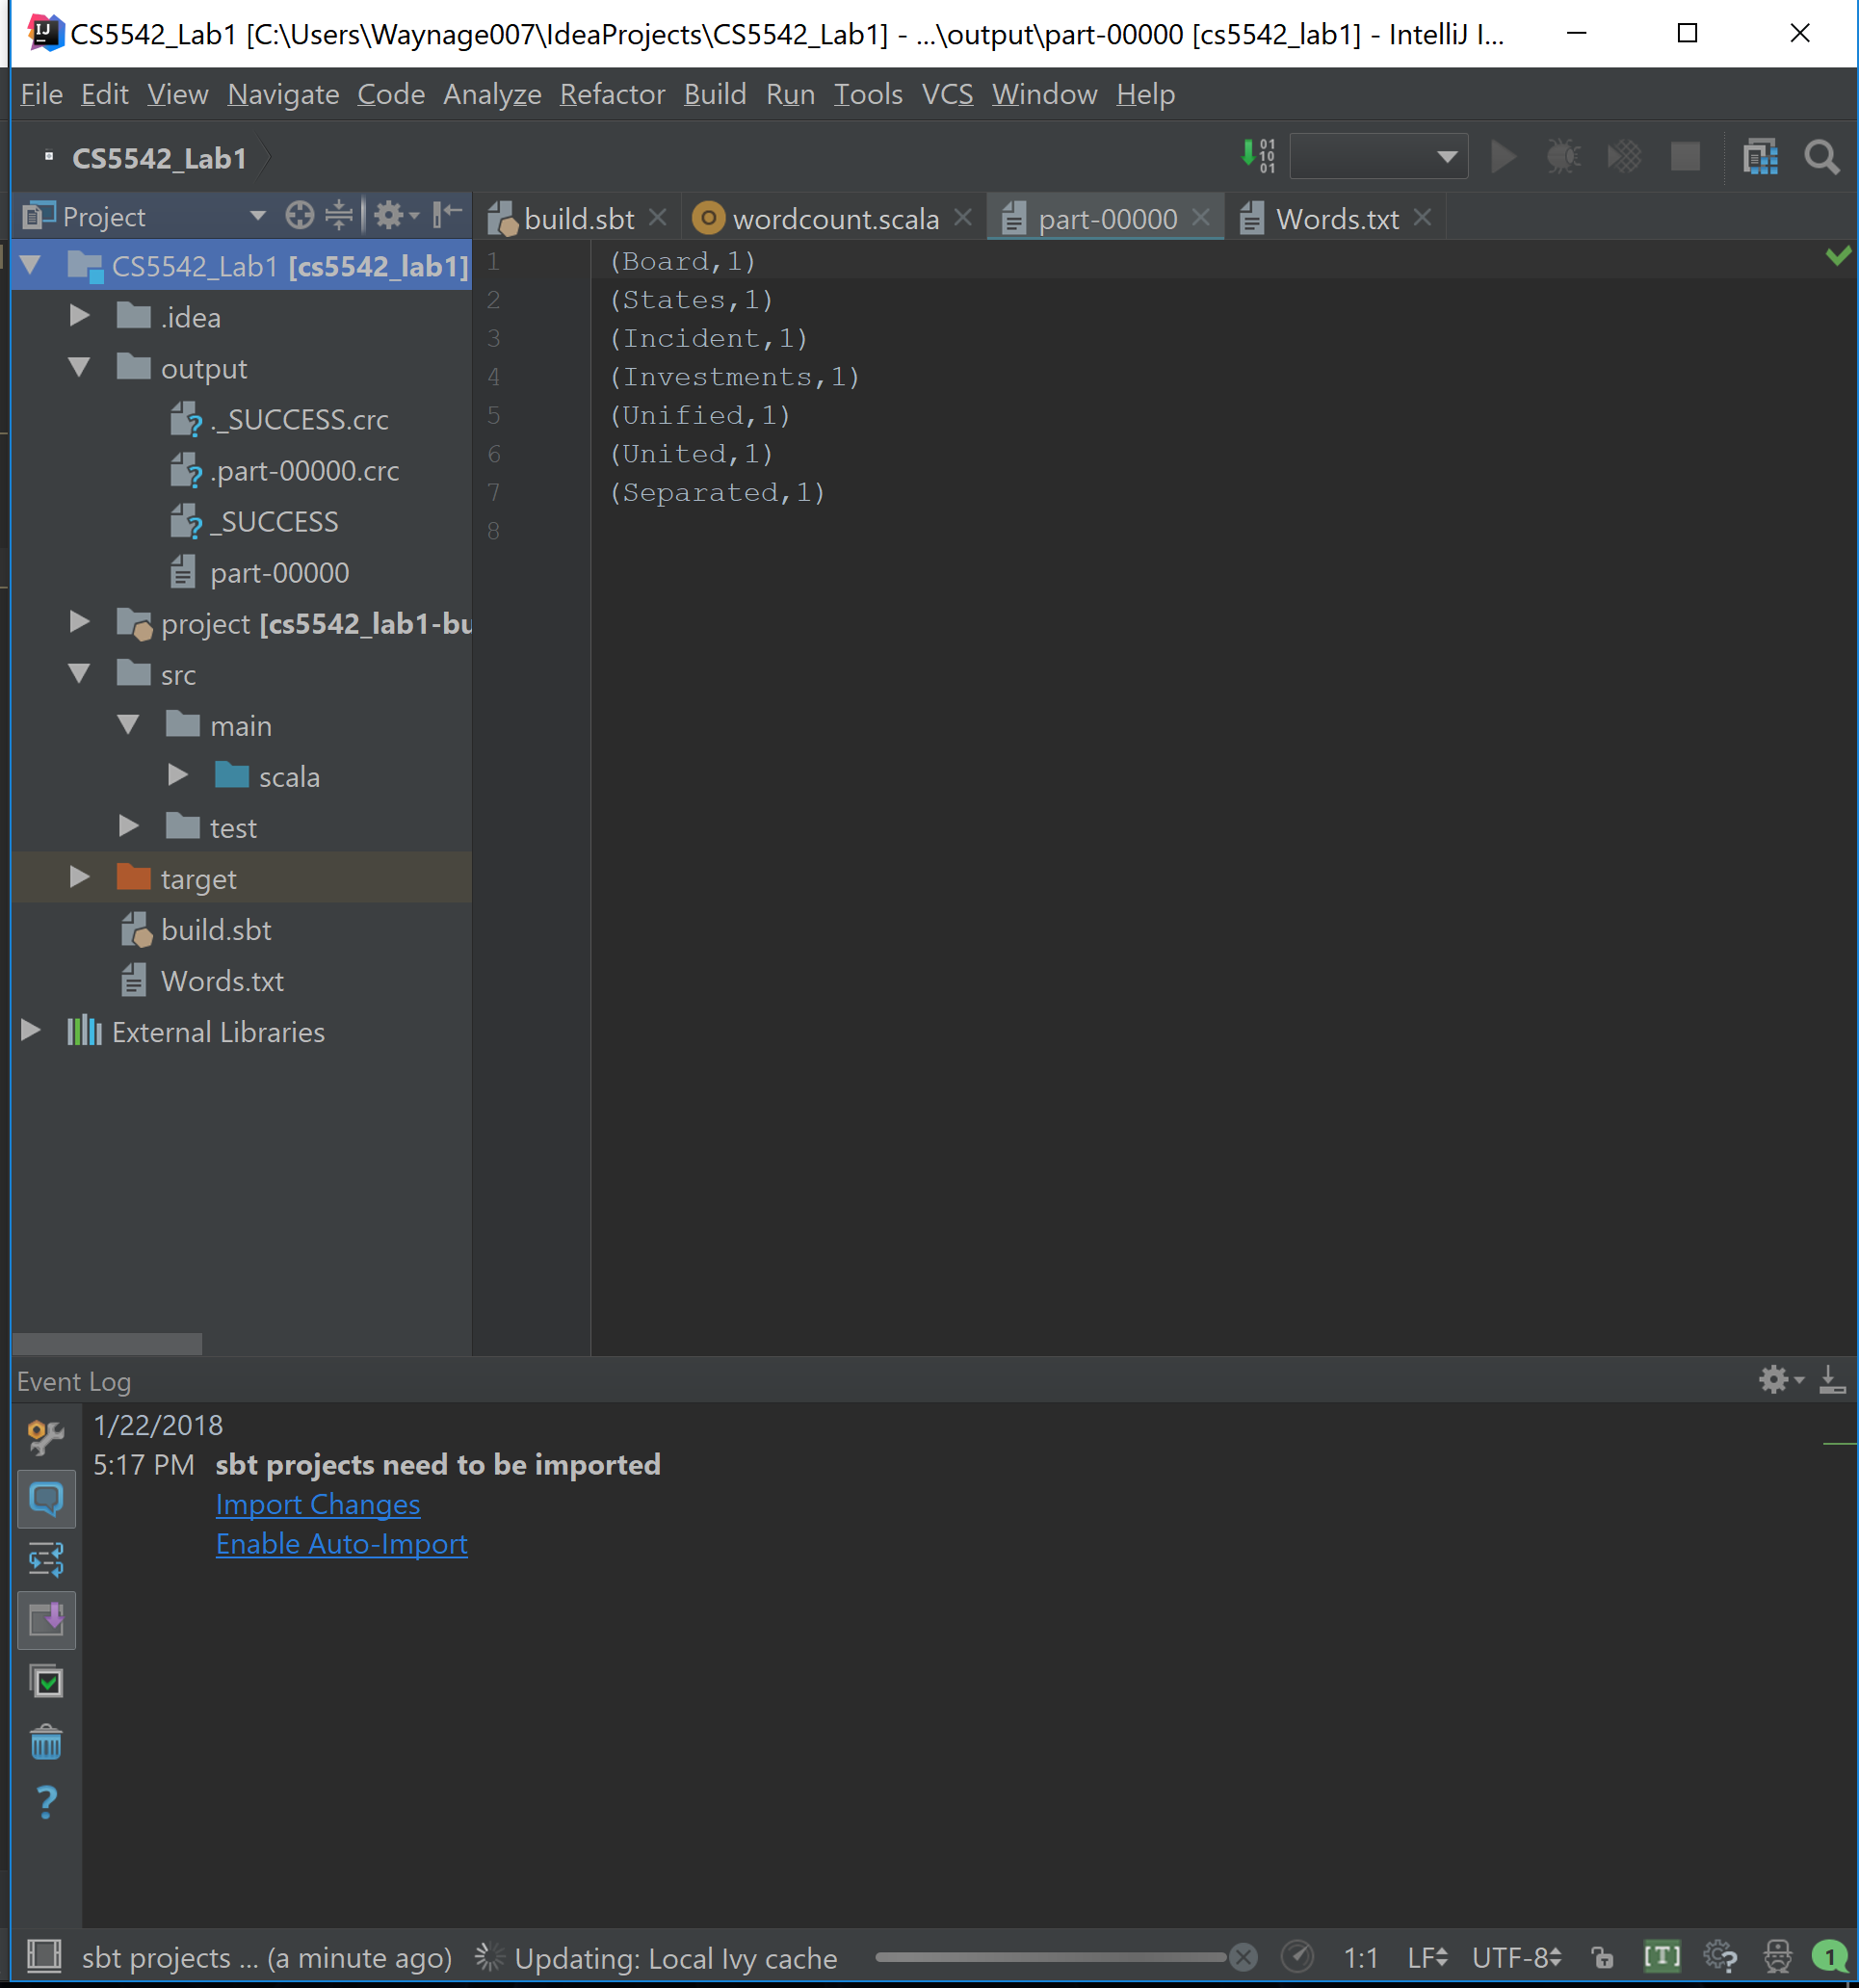 CS5542_Lab1 [C:\Users\Waynage007\IdeaProjects\CS5542_Lab1] - ...\output\part-00000 [cs5542_lab1] - IntelliJ I...
File Edit View Navigate Code Analyze Refactor Build Run Tools VCS Window Help
CS5542_Lab1
Project
build.sbt
wordcount.scala
part-00000
Words.txt
CS5542_Lab1 [cs5542_lab1]
.idea
output
._SUCCESS.crc
.part-00000.crc
_SUCCESS
part-00000
project [cs5542_lab1-bu
src
main
scala
test
target
build.sbt
Words.txt
External Libraries
1 (Board,1)
2 (States,1)
3 (Incident,1)
4 (Investments,1)
5 (Unified,1)
6 (United,1)
7 (Separated,1)
8
Event Log
1/22/2018
5:17 PM sbt projects need to be imported
Import Changes
Enable Auto-Import
sbt projects ... (a minute ago) Updating: Local Ivy cache 1:1 LF UTF-8 [T] 1